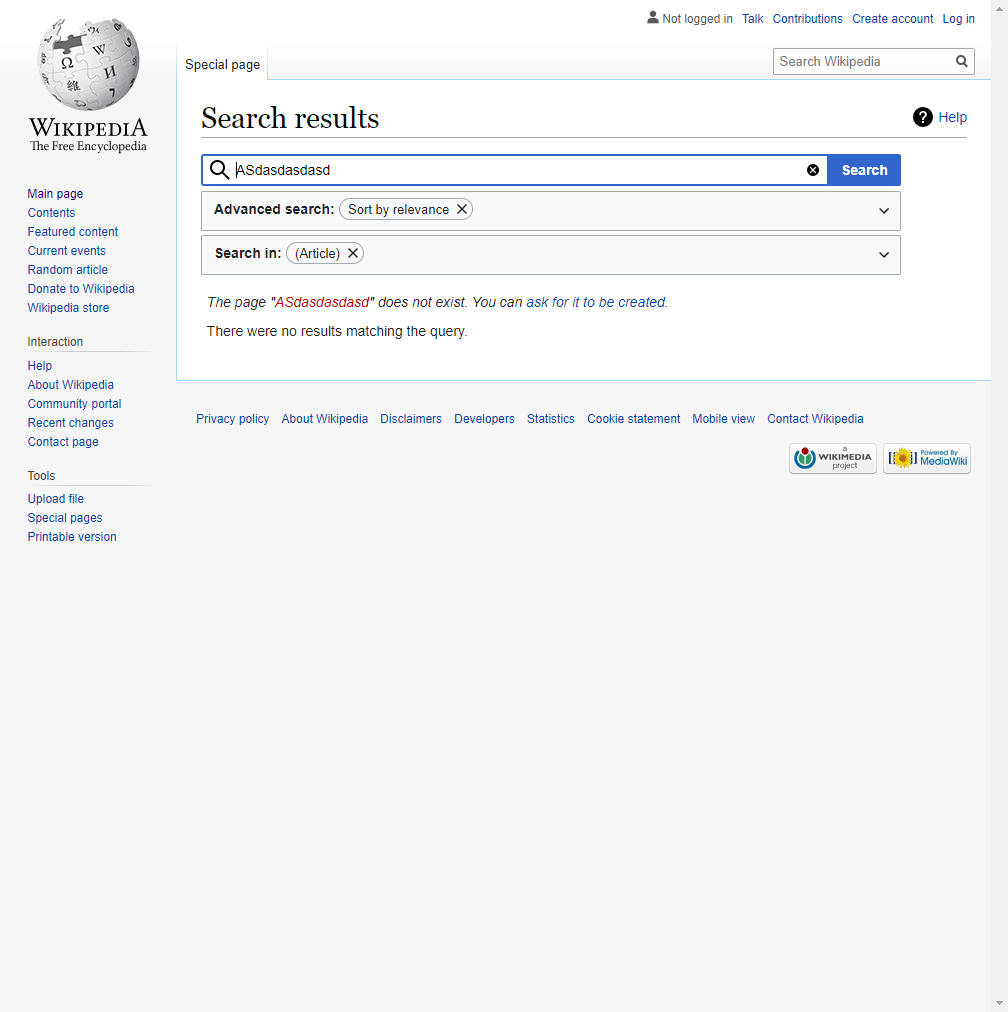 Not logged in Talk Contributions Create account Log in
Special page
Search Wikipedia
WIKIPEDIA
The Free Encyclopedia
Main page
Contents
Featured content
Current events
Random article
Donate to Wikipedia
Wikipedia store
Interaction
Help
About Wikipedia
Community portal
Recent changes
Contact page
Tools
Upload file
Special pages
Printable version
Search results
Help
ASdasdasdasd
Search
Advanced search: Sort by relevance
Search in: (Article)
The page "ASdasdasdasd" does not exist. You can ask for it to be created.
There were no results matching the query.
Privacy policy About Wikipedia Disclaimers Developers Statistics Cookie statement Mobile view Contact Wikipedia
a
WIKIMEDIA
project
Powered By
MediaWiki